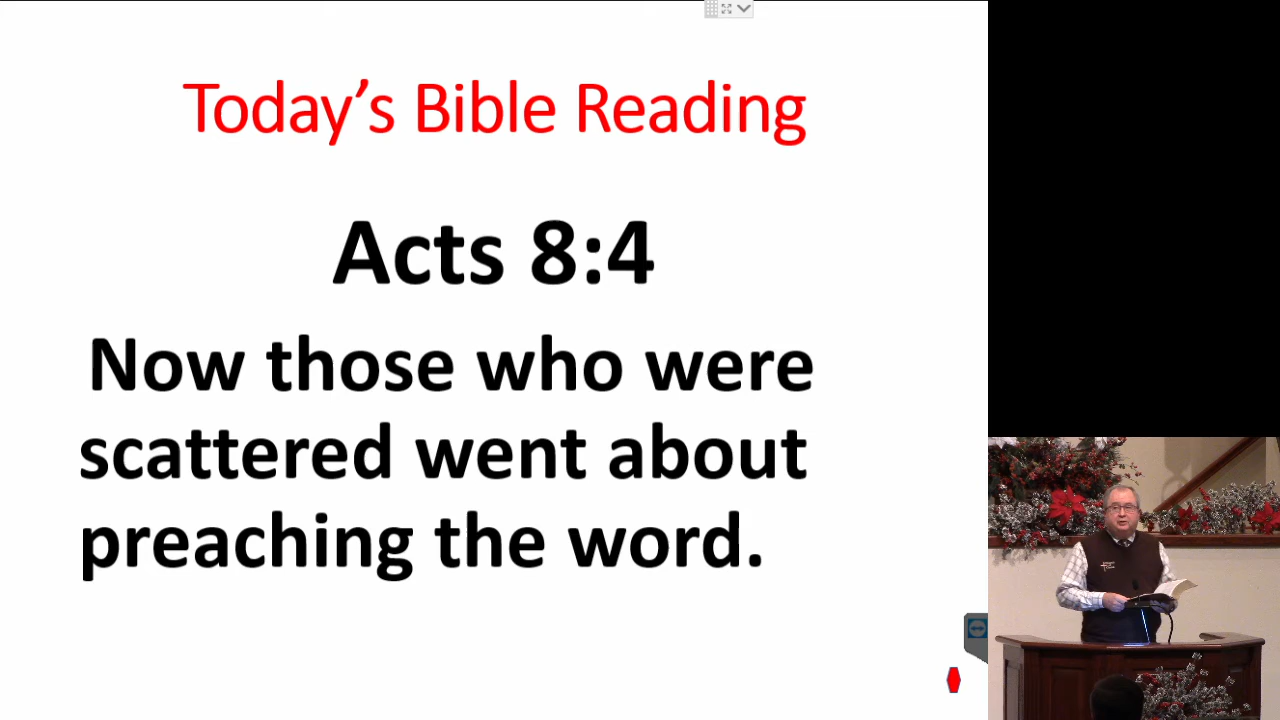 Today’s Bible Reading
Acts 8:4
Now those who were
scattered went about
preaching the word.